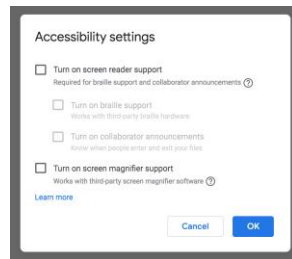 Accessibility settings
Turn on screen reader support
Required for braille support and collaborator announcements
Turn on braille support
Works with third-party braille hardware
Turn on collaborator announcements
Know when people enter and exit your files
Turn on screen magnifier support
Works with third-party screen magnifier software
Learn more
Cancel OK